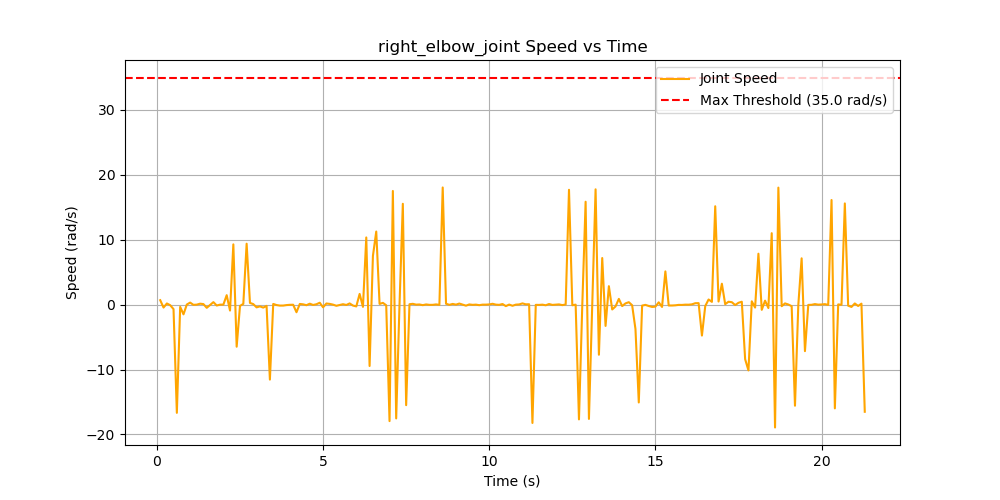 right_elbow_joint Speed vs Time
Joint Speed
Max Threshold (35.0 rad/s)
Speed (rad/s)
30
20
10
0
−10
−20
0
5
10
15
20
Time (s)